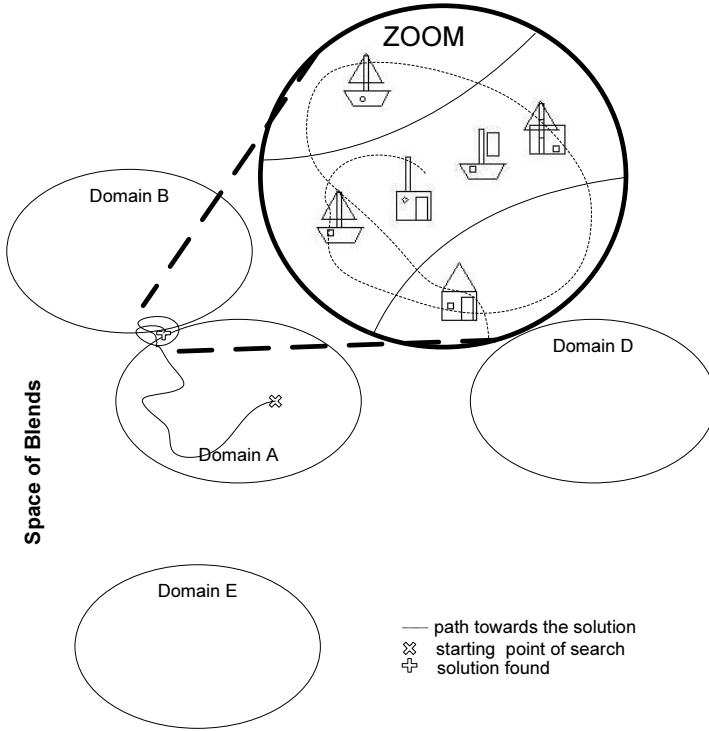 ZOOM
Domain B
Domain D
Domain A
Space of Blends
Domain E
path towards the solution
starting point of search
solution found